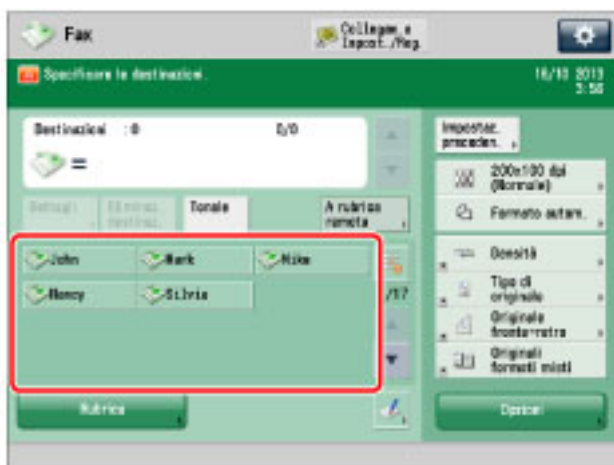 Fax
Collegam. a
Impost./Reg.
Specificare le destinazioni.
16/10 2013
3:56
Destinazioni :0 0/0
=
Impostaz.
preceden.
200x100 dpi
(Normale)
Dettagli
Tonale
A rubrica
remota
Formato autom.
John Mark Mike
Nancy Silvia
/17
Densità
Tipo di
originale
Originale
fronte-retro
Originali
formati misti
Rubrica
Opzioni